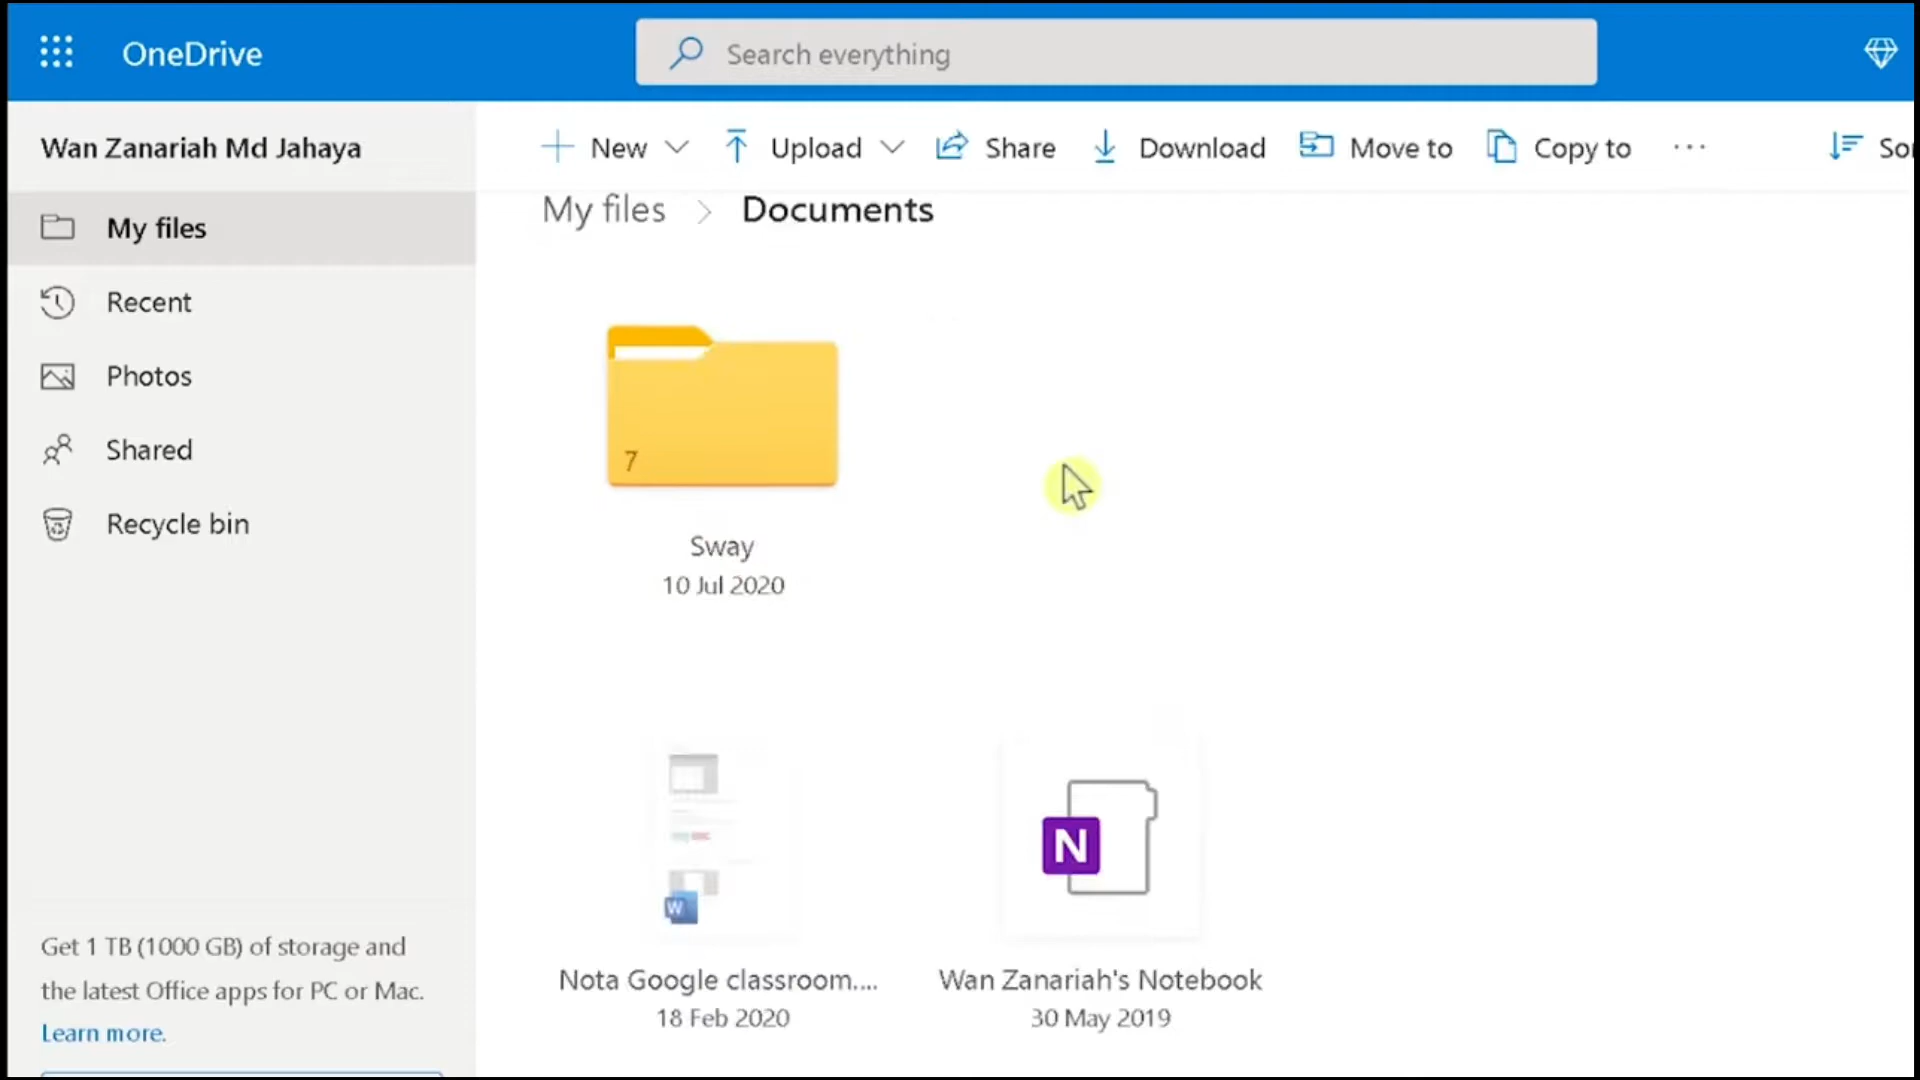 OneDrive
Search everything
Wan Zanariah Md Jahaya
New
Upload
Share
Download
Move to
Copy to
My files
Recent
Photos
Shared
Recycle bin
My files > Documents
7
Sway
10 Jul 2020
W
N
Nota Google classroom....
18 Feb 2020
Wan Zanariah's Notebook
30 May 2019
Get 1 TB (1000 GB) of storage and
the latest Office apps for PC or Mac.
Learn more.